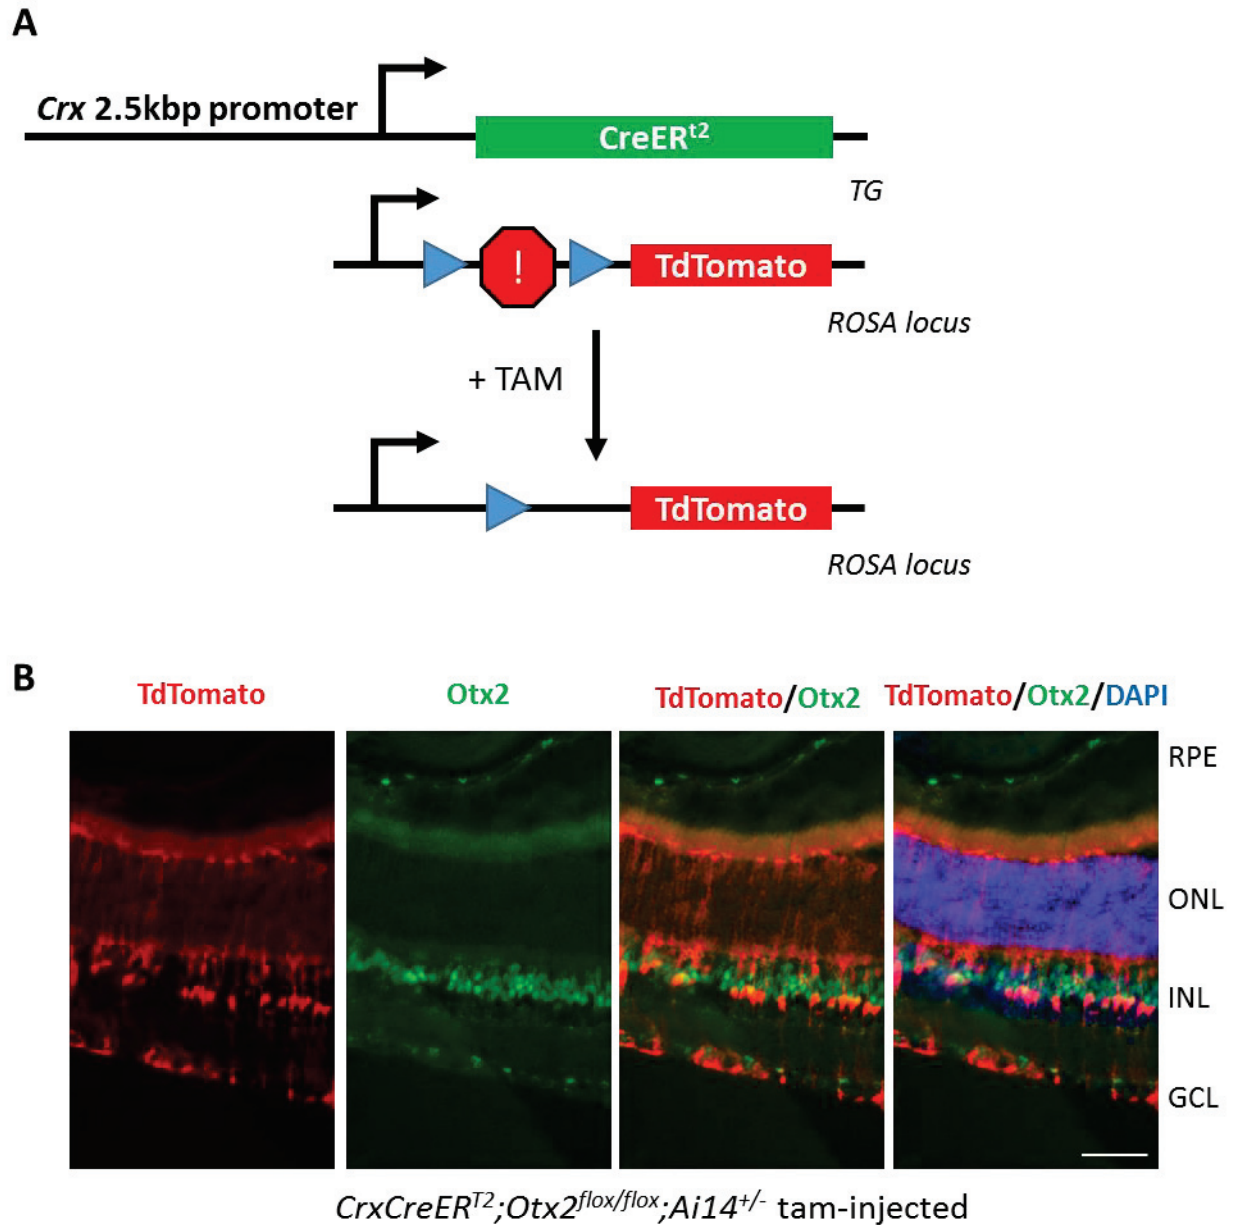 A
Crx 2.5kbp promoter
CreERt2
TG
!
TdTomato
ROSA locus
+ TAM
TdTomato
ROSA locus
B
TdTomato Otx2 TdTomato/Otx2 TdTomato/Otx2/DAPI
RPE
ONL
INL
GCL
CrxCreERT2;Otx2flox/flox;Ai14+/- tam-injected